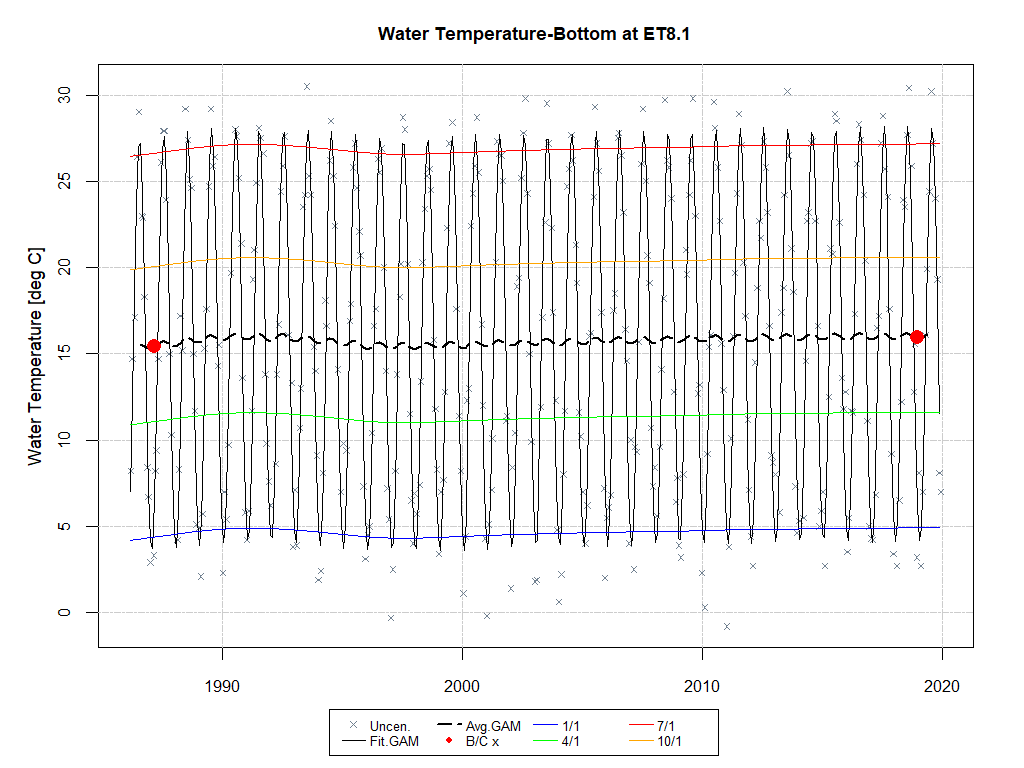 Water Temperature-Bottom at ET8.1
Water Temperature [deg C]
30
25
20
15
10
5
0
1990 2000 2010 2020
Uncen. Avg.GAM 1/1 7/1
Fit.GAM B/C x 4/1 10/1